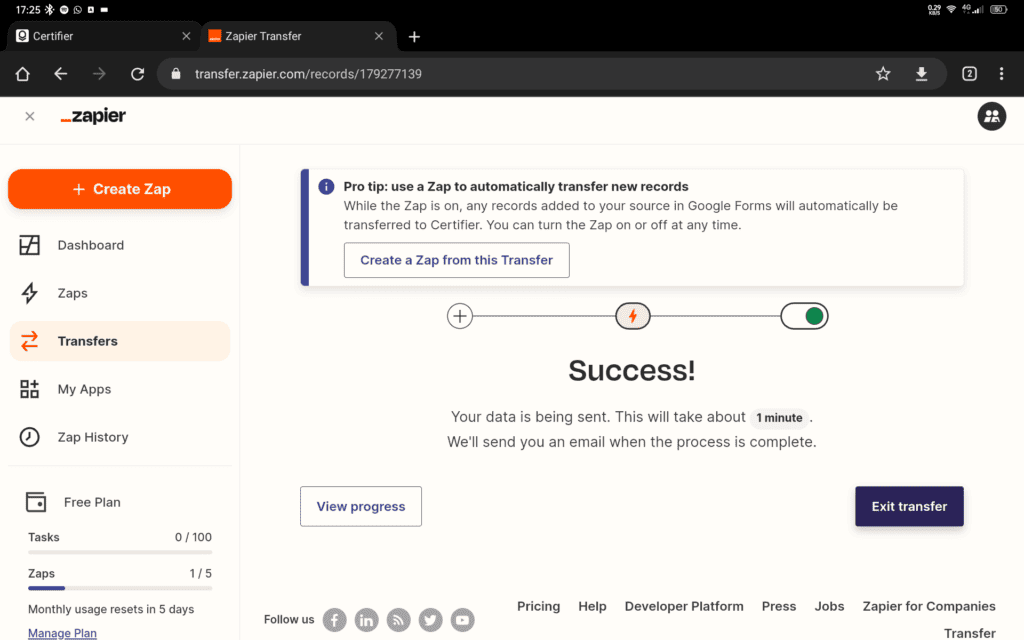 17:25
0.29
KB/S
4G
50
Certifier
Zapier Transfer
transfer.zapier.com/records/179277139
2
zapier
Create Zap
Dashboard
Zaps
Transfers
My Apps
Zap History
Free Plan
Tasks 0 / 100
Zaps 1 / 5
Monthly usage resets in 5 days
Manage Plan
Pro tip: use a Zap to automatically transfer new records
While the Zap is on, any records added to your source in Google Forms will automatically be
transferred to Certifier. You can turn the Zap on or off at any time.
Create a Zap from this Transfer
Success!
Your data is being sent. This will take about 1 minute .
We'll send you an email when the process is complete.
View progress
Exit transfer
Follow us
Pricing Help Developer Platform Press Jobs Zapier for Companies
Transfer